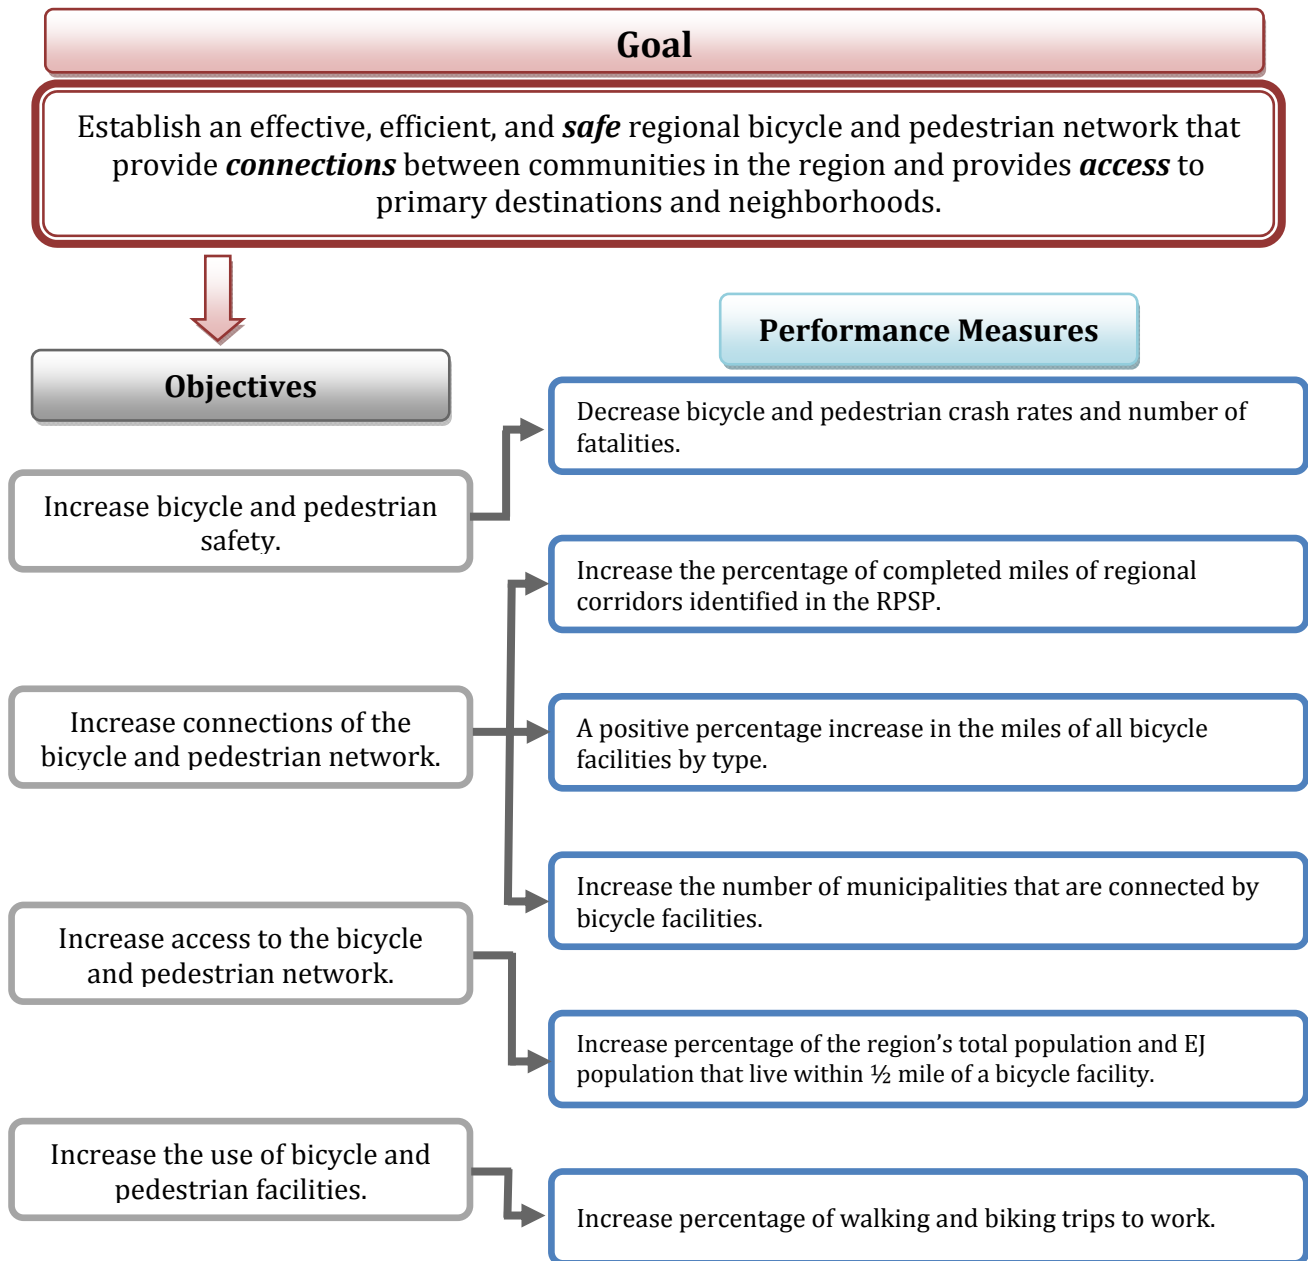 Goal
Establish an effective, efficient, and safe regional bicycle and pedestrian network that
provide connections between communities in the region and provides access to
primary destinations and neighborhoods.
Objectives
Performance Measures
Increase bicycle and pedestrian
safety.
Decrease bicycle and pedestrian crash rates and number of
fatalities.
Increase connections of the
bicycle and pedestrian network.
Increase the percentage of completed miles of regional
corridors identified in the RPSP.
A positive percentage increase in the miles of all bicycle
facilities by type.
Increase the number of municipalities that are connected by
bicycle facilities.
Increase access to the bicycle
and pedestrian network.
Increase percentage of the region’s total population and EJ
population that live within ½ mile of a bicycle facility.
Increase the use of bicycle and
pedestrian facilities.
Increase percentage of walking and biking trips to work.